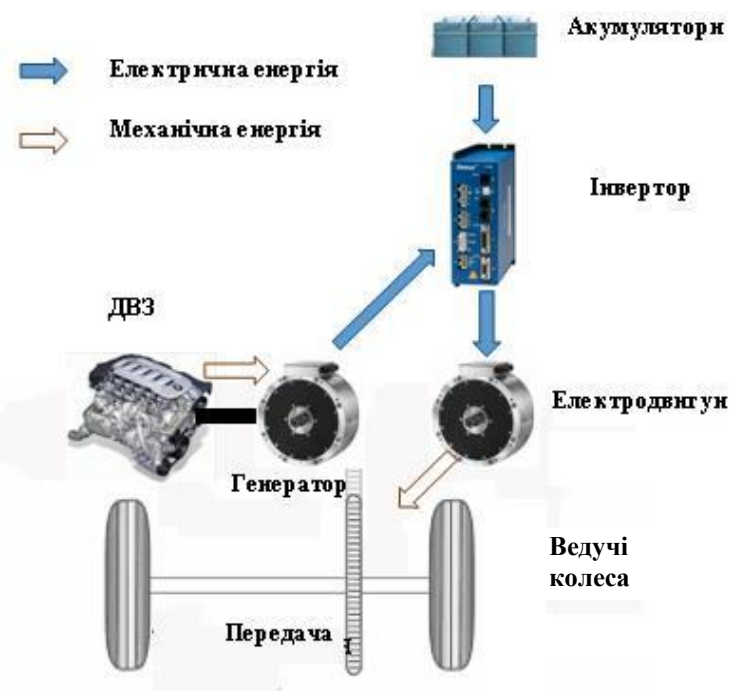 Акумулятори
Електрична енергія
Механічна енергія
Інвертор
ДВЗ
Електродвигун
Генератор
Ведучі
колеса
Передача